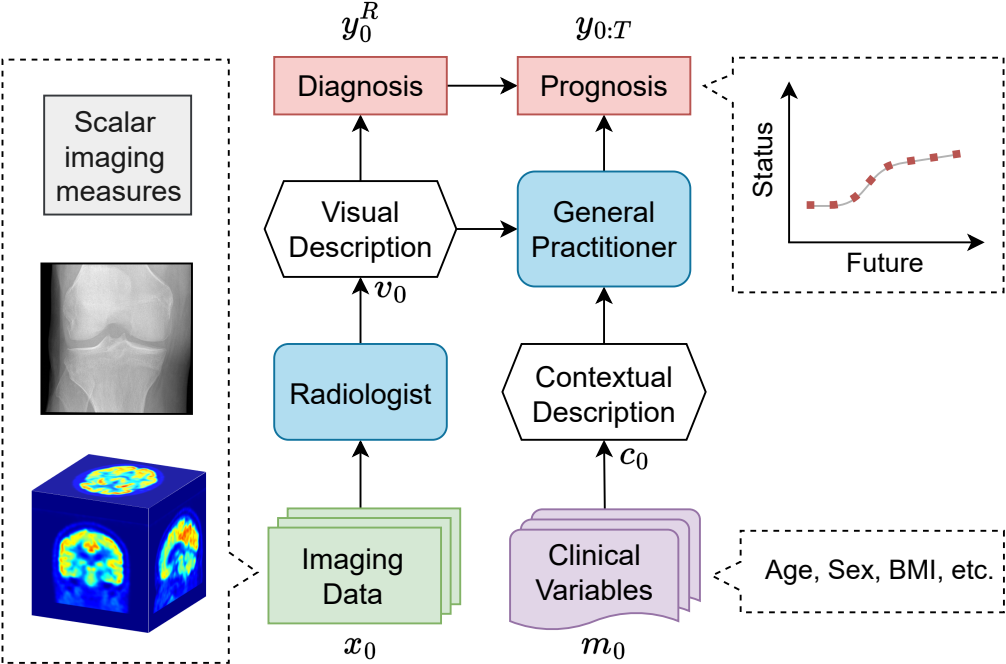 Scalar
imaging
measures
y_0^R
Diagnosis
Visual
Description
v_0
Radiologist
Imaging
Data
x_0
y_{0:T}
Prognosis
General
Practitioner
Contextual
Description
c_0
Clinical
Variables
m_0
Status
Future
Age, Sex, BMI, etc.